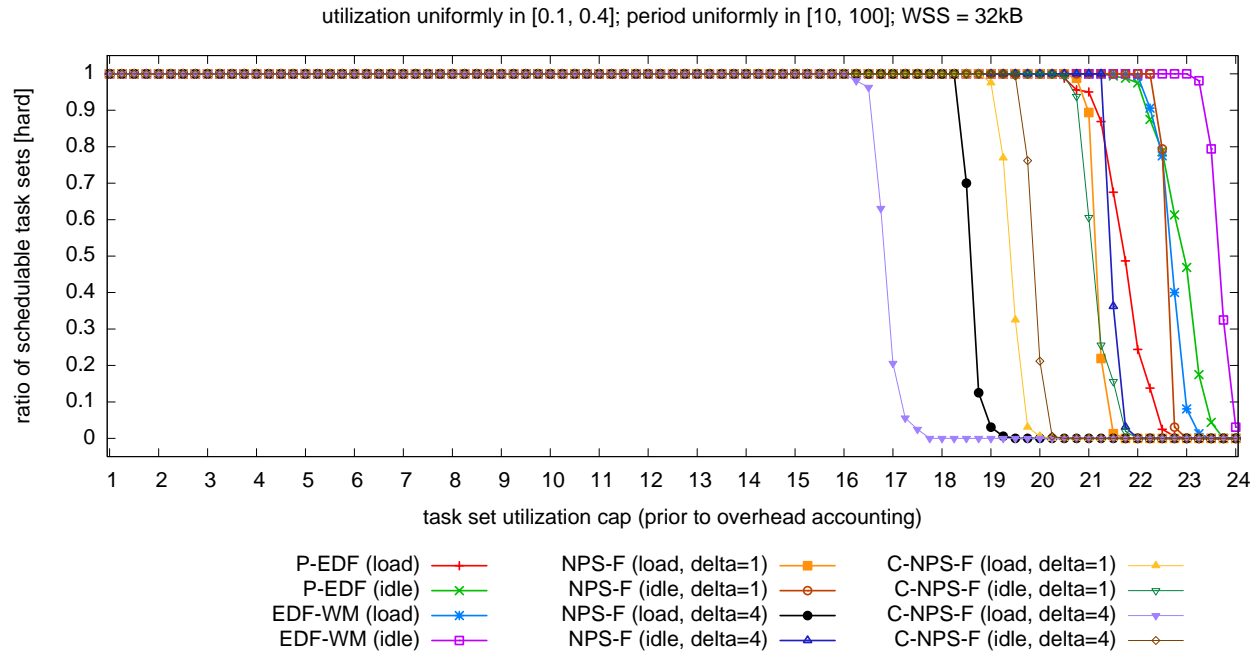 utilization uniformly in [0.1, 0.4]; period uniformly in [10, 100]; WSS = 32kB
ratio of schedulable task sets [hard]
1
0.9
0.8
0.7
0.6
0.5
0.4
0.3
0.2
0.1
0
1 2 3 4 5 6 7 8 9 10 11 12 13 14 15 16 17 18 19 20 21 22 23 24
task set utilization cap (prior to overhead accounting)
P-EDF (load) NPS-F (load, delta=1) C-NPS-F (load, delta=1)
P-EDF (idle) NPS-F (idle, delta=1) C-NPS-F (idle, delta=1)
EDF-WM (load) NPS-F (load, delta=4) C-NPS-F (load, delta=4)
EDF-WM (idle) NPS-F (idle, delta=4) C-NPS-F (idle, delta=4)